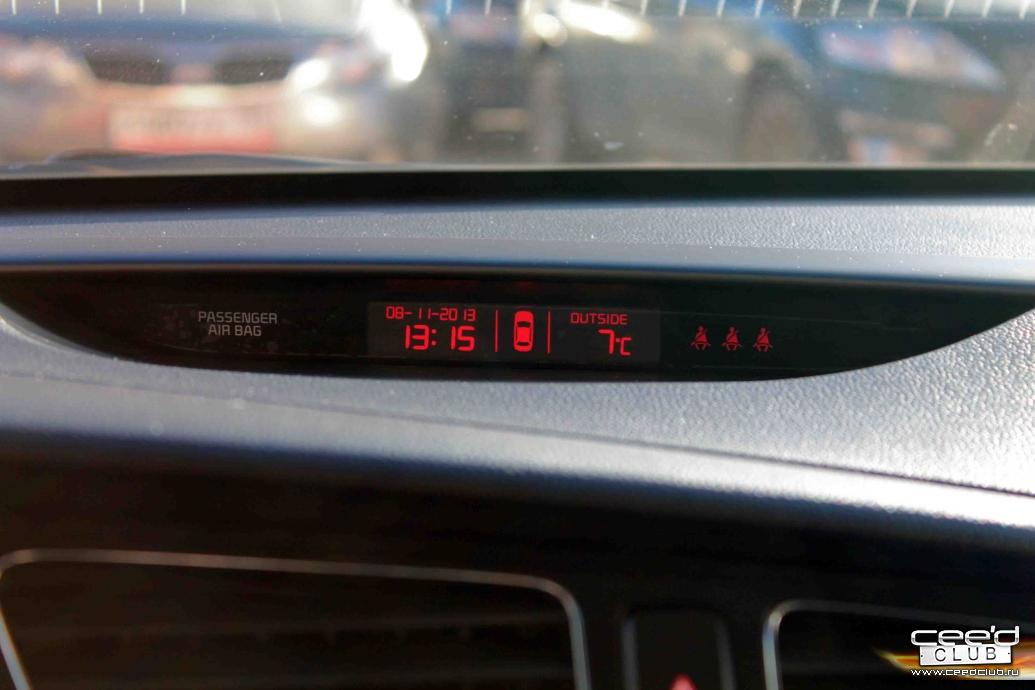 PASSENGER
AIR BAG
08-11-2013
13:15
OUTSIDE
7°C
cee'd
CLUB
www.ceedclub.ru